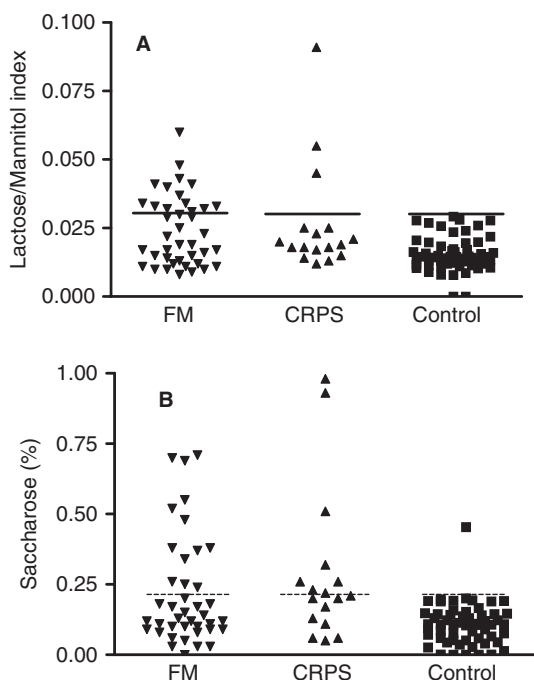 0.100
A
0.075
0.050
0.025
0.000
Lactose/Mannitol index
FM CRPS Control
1.00
B
0.75
0.50
0.25
0.00
Saccharose (%)
FM CRPS Control